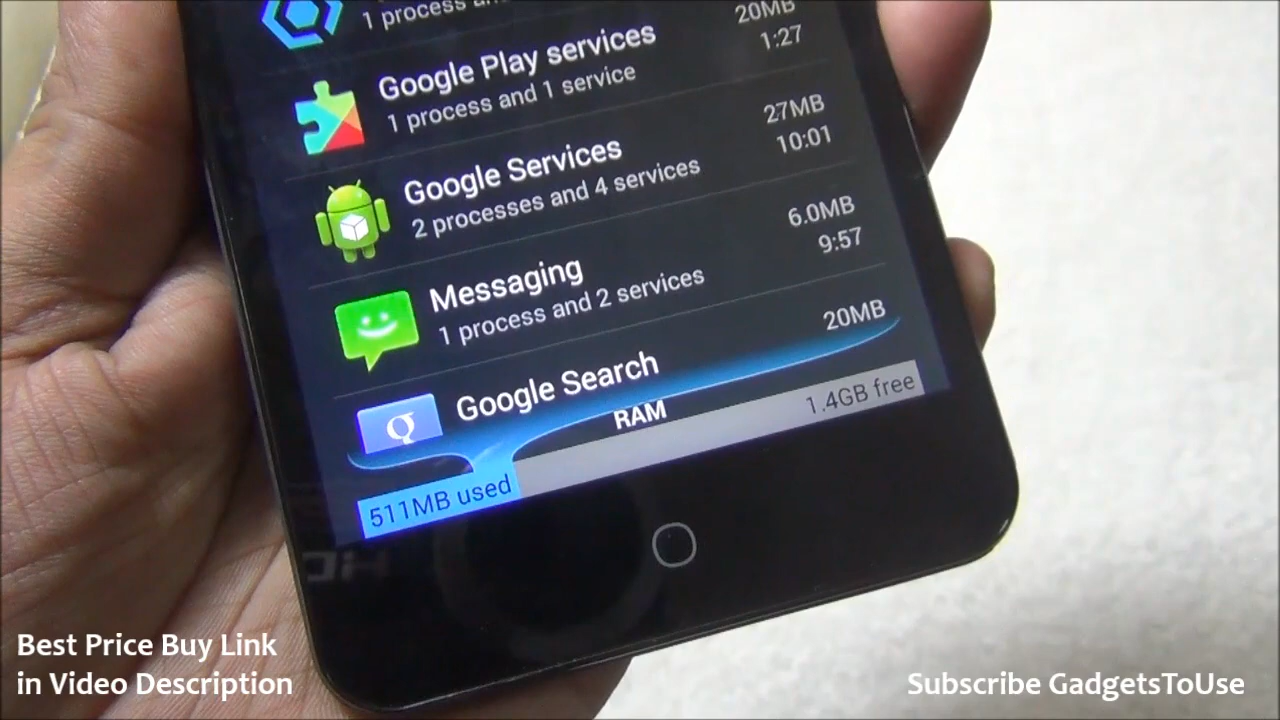 1 process and
20MB
Google Play services
1:27
1 process and 1 service
27MB
Google Services
10:01
2 processes and 4 services
6.0MB
Messaging
9:57
1 process and 2 services
20MB
Google Search
g
RAM
1.4GB free
511MB used
Best Price Buy Link
in Video Description
Subscribe GadgetsToUse